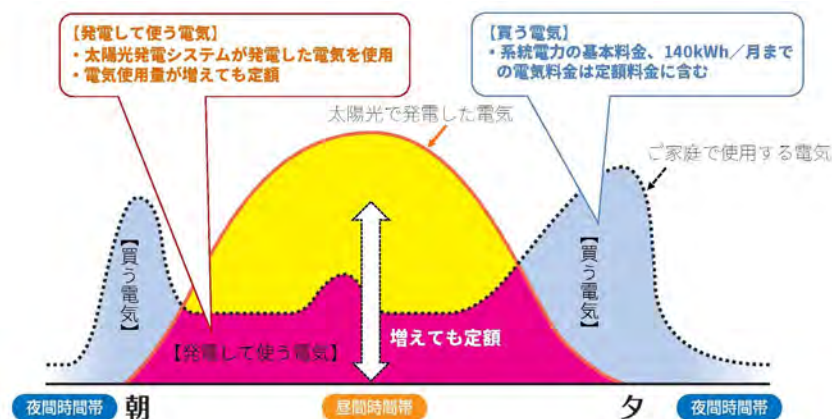 【発電して使う電気】
・太陽光発電システムが発電した電気を使用
・電気使用量が増えても定額
【買う電気】
・系統電力の基本料金、140kWh／月まで
の電気料金は定額料金に含む
太陽光で発電した電気
ご家庭で使用する電気
【買う電気】
【買う電気】
【発電して使う電気】
増えても定額
夜間時間帯
朝
昼間時間帯
夕
夜間時間帯